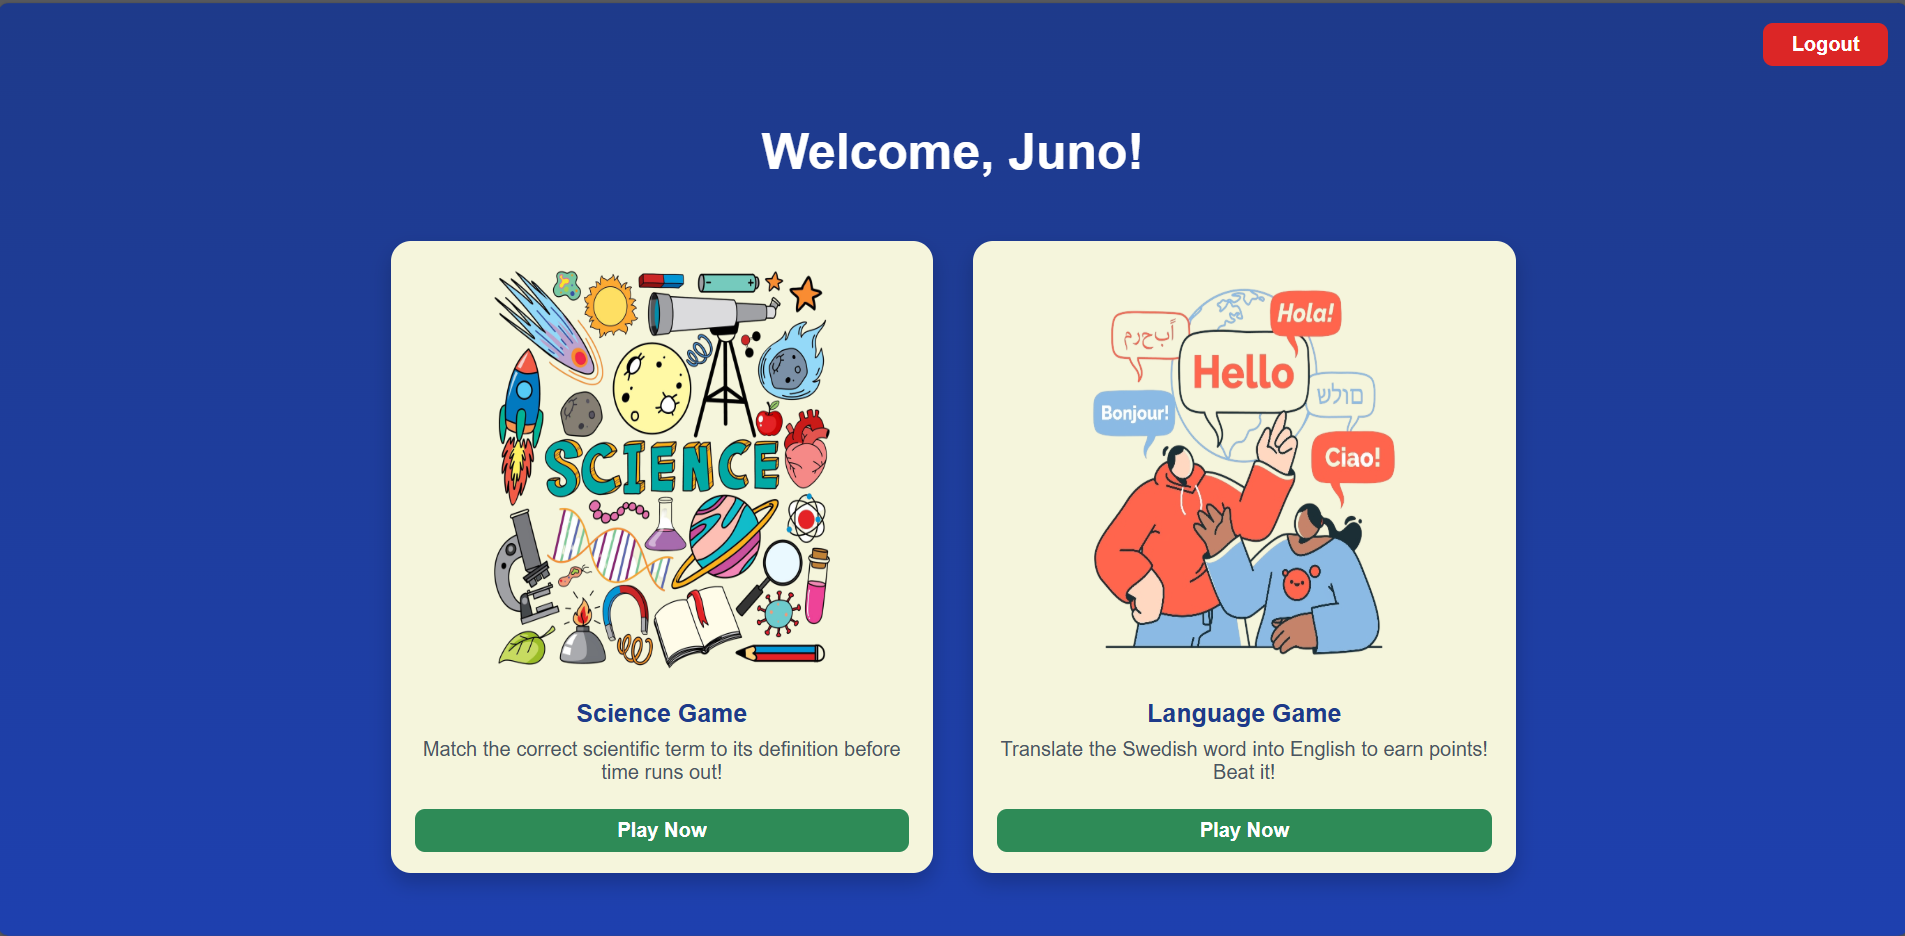 Logout
Welcome, Juno!
Hola!
اًبحرم
Hello
םולש
Bonjour!
Ciao!
SCIENCE
Science Game
Match the correct scientific term to its definition before
time runs out!
Play Now
Language Game
Translate the Swedish word into English to earn points!
Beat it!
Play Now